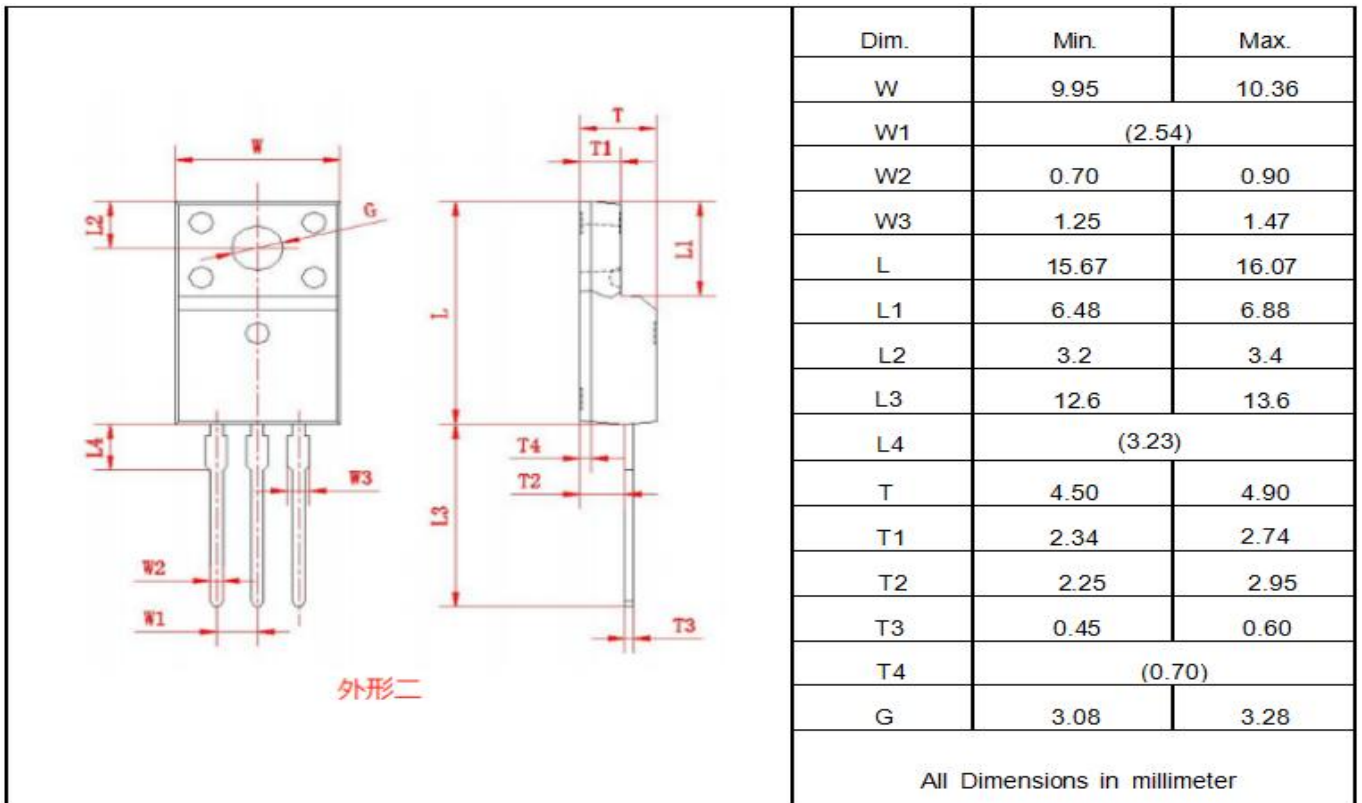 W
G
L2
L
L4
W3
W2
W1
T
T1
L1
T4
T2
L3
T3
外形二
Dim. Min. Max.
W 9.95 10.36
W1 (2.54)
W2 0.70 0.90
W3 1.25 1.47
L 15.67 16.07
L1 6.48 6.88
L2 3.2 3.4
L3 12.6 13.6
L4 (3.23)
T 4.50 4.90
T1 2.34 2.74
T2 2.25 2.95
T3 0.45 0.60
T4 (0.70)
G 3.08 3.28
All Dimensions in millimeter